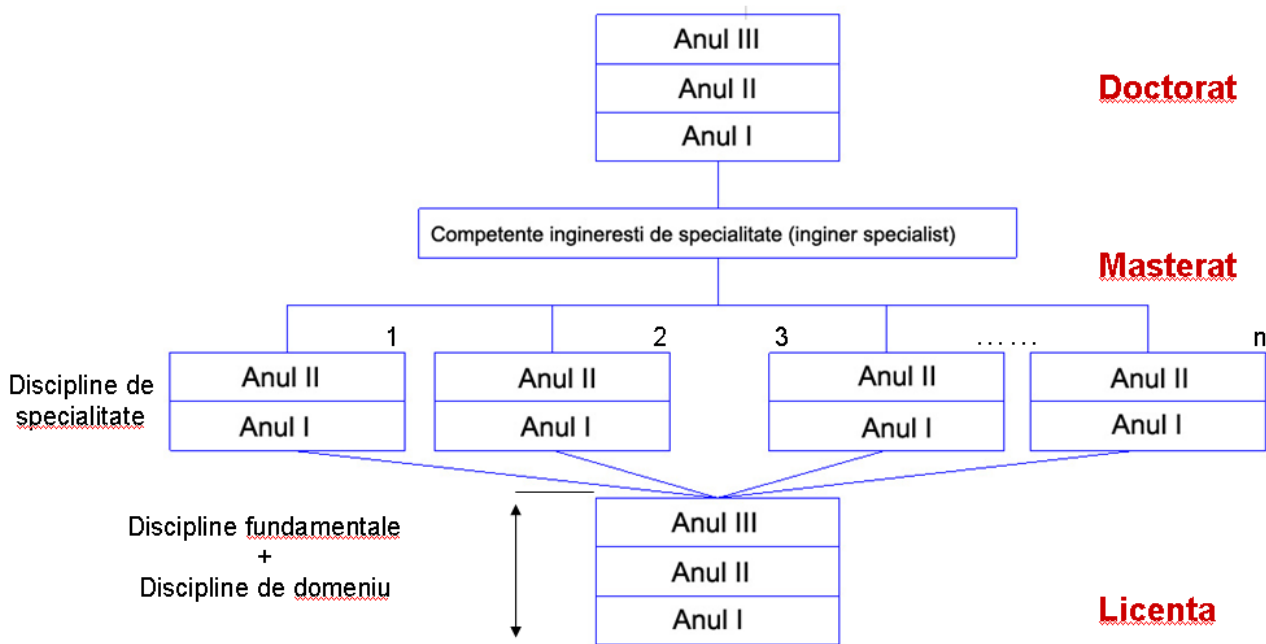 Anul III
Anul II
Doctorat
Anul I
Competente ingineresti de specialitate (inginer specialist)
Masterat
1
2
3
......
n
Discipline de
specialitate
Anul II
Anul II
Anul II
Anul II
Anul I
Anul I
Anul I
Anul I
Discipline fundamentale
+
Discipline de domeniu
Anul III
Anul II
Anul I
Licenta